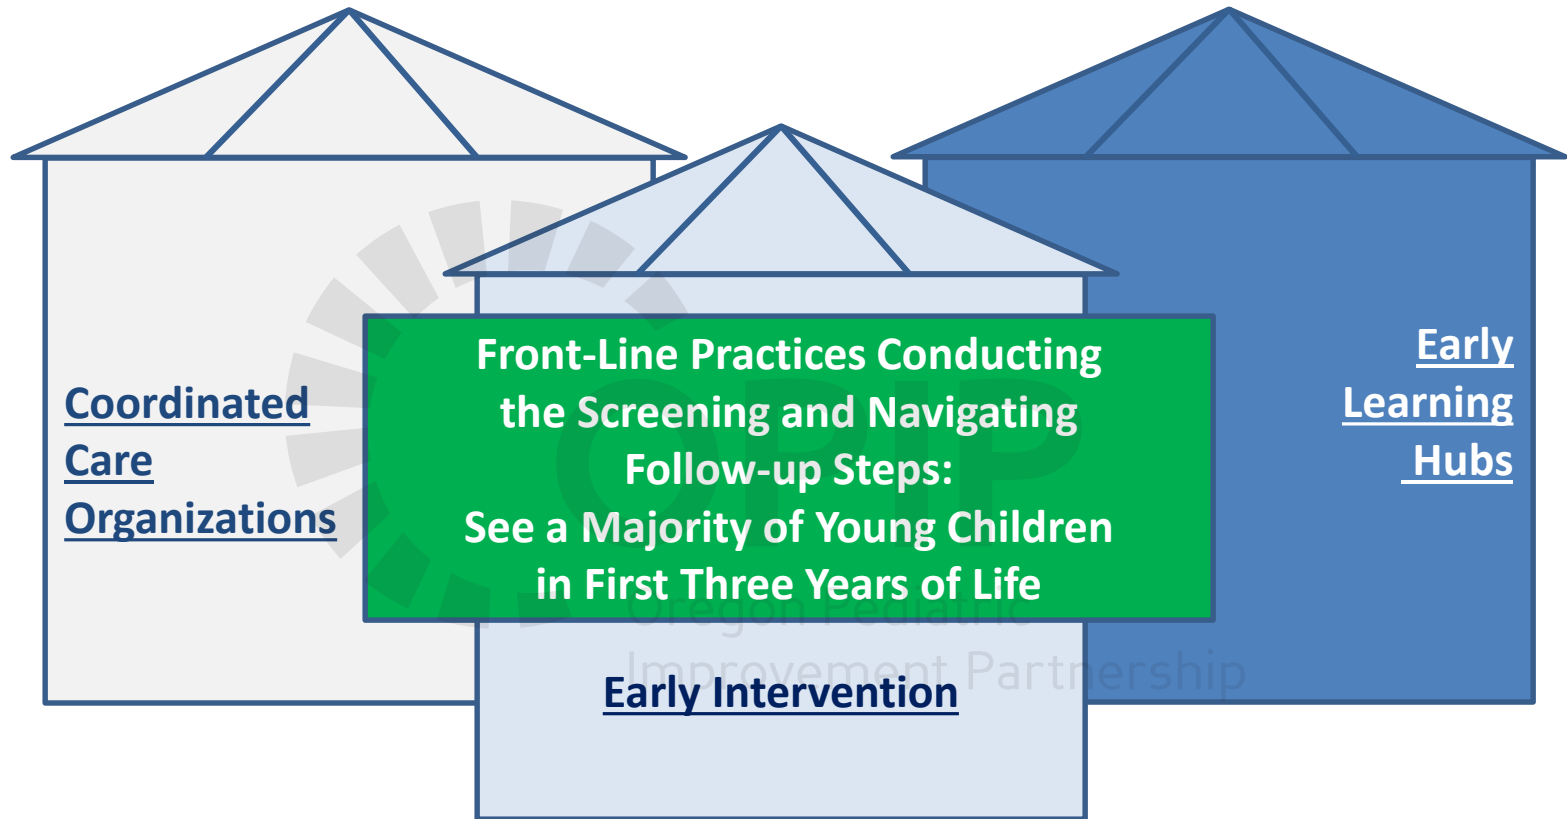 Coordinated
Care
Organizations
Front-Line Practices Conducting
the Screening and Navigating
Follow-up Steps:
See a Majority of Young Children
in First Three Years of Life
Early
Learning
Hubs
OPIP
Oregon Pediatric
Improvement Partnership
Early Intervention